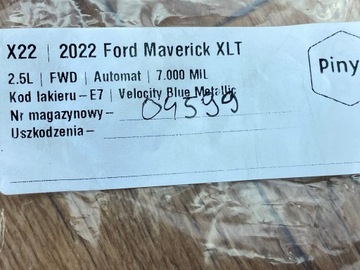 X22 | 2022 Ford Maverick XLT
2.5L | FWD | Automat | 7.000 MIL
Kod lakieru – E7 | Velocity Blue Metallic
Nr magazynowy – 04599
Uszkodzenia –
Piny